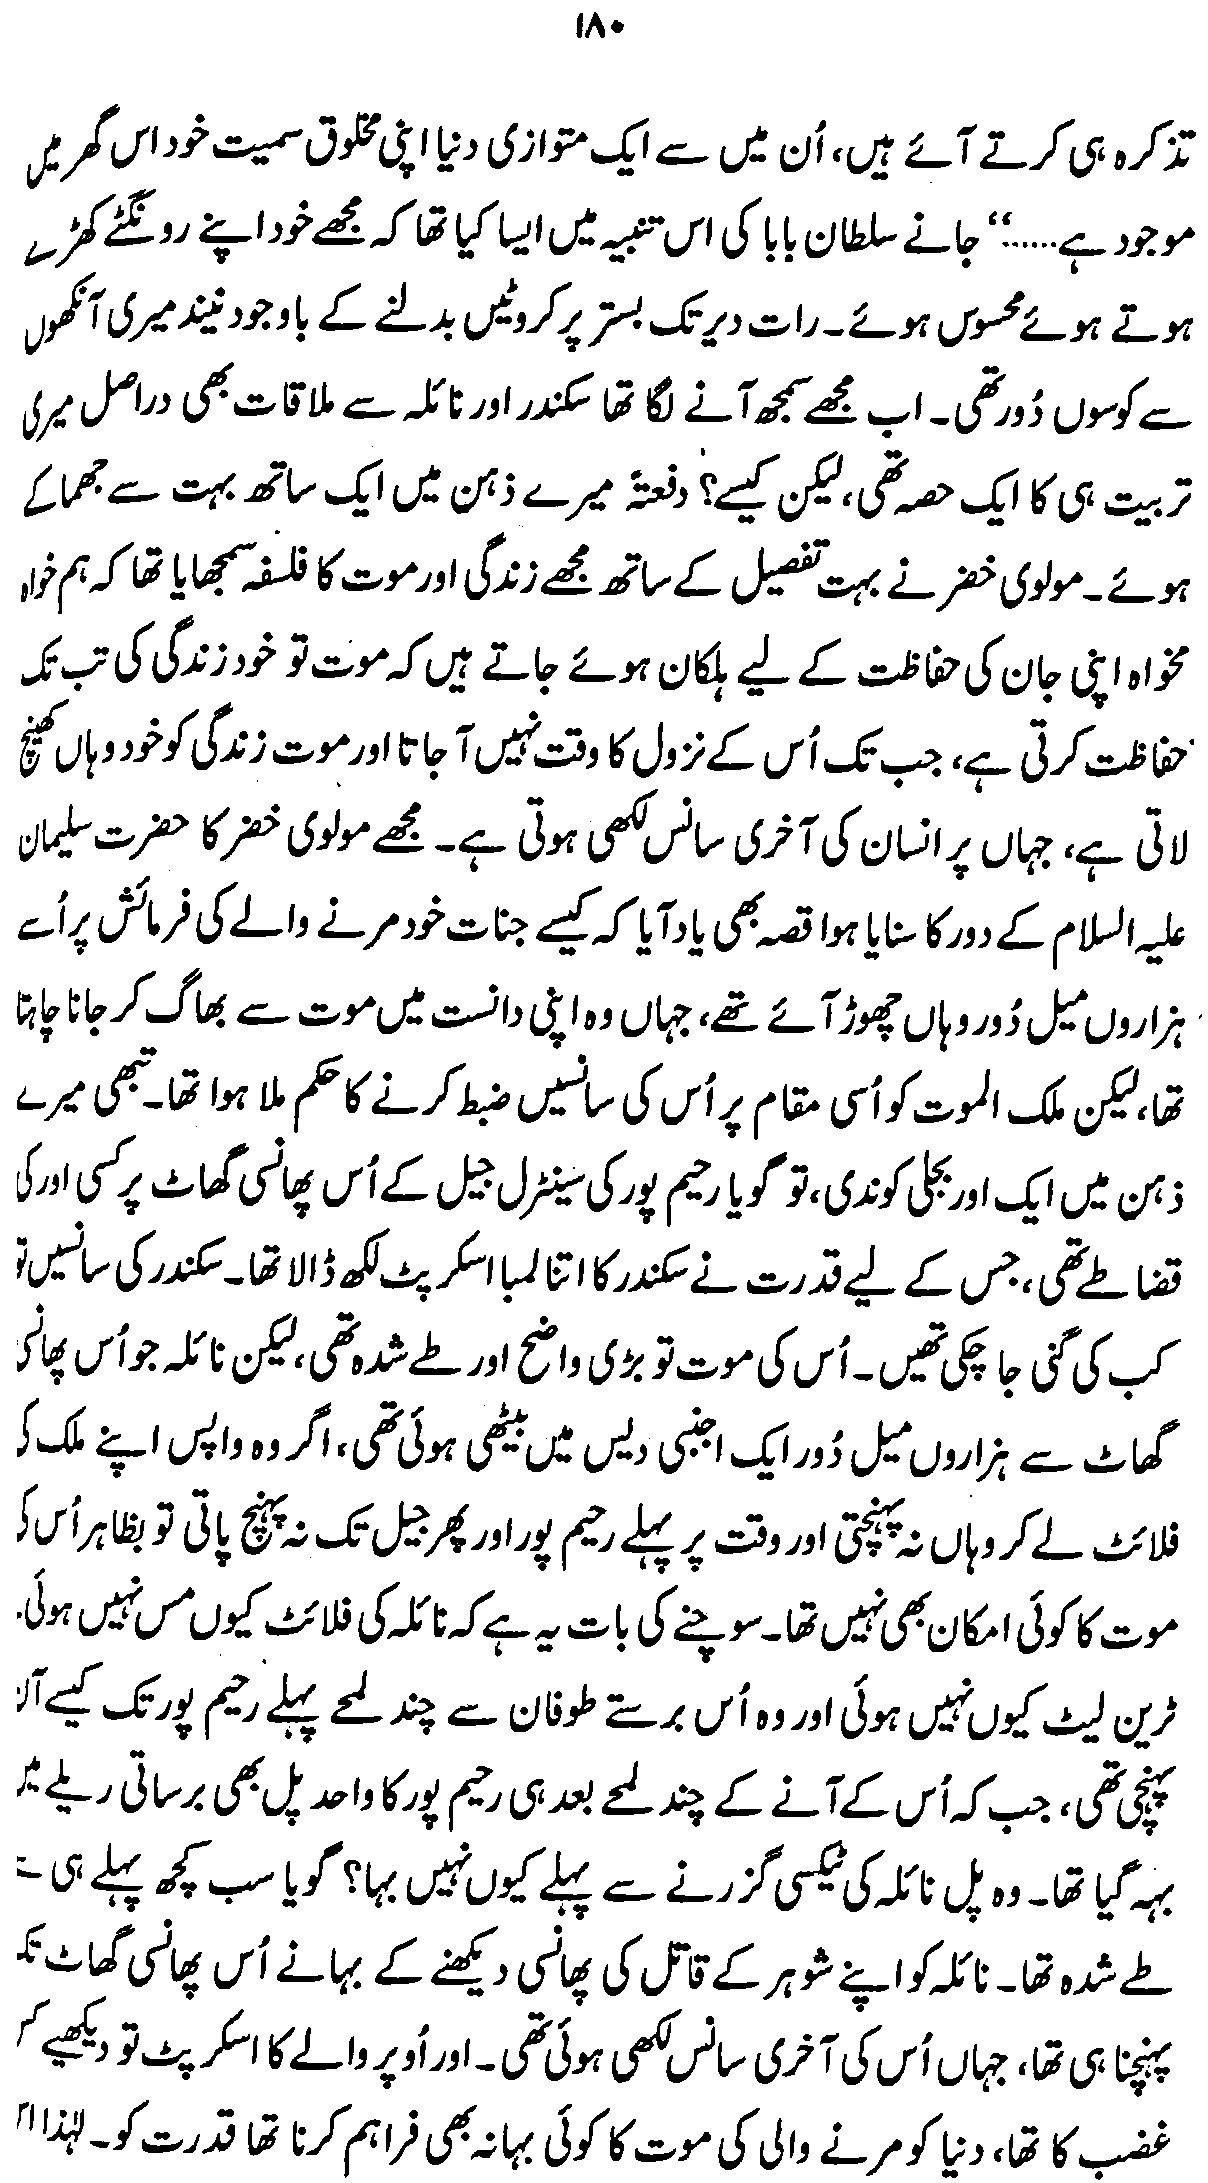 ۱۸۰
تذکرہ ہی کرتے آئے ہیں، اُن میں سے ایک متوازی دنیا اپنی مخلوق سمیت خود اس گھر میں
موجود ہے......‘‘ جانے سلطان بابا کی اس تنبیہ میں ایسا کیا تھا کہ مجھے خود اپنے رونگٹے کھڑے
ہوتے ہوئے محسوس ہوئے۔ رات دیر تک بستر پر کروٹیں بدلنے کے باوجود نیند میری آنکھوں
سے کوسوں دُور تھی۔ اب مجھے سمجھ آنے لگا تھا سکندر اور نائلہ سے ملاقات بھی دراصل میری
تربیت ہی کا ایک حصہ تھی، لیکن کیسے؟ دفعتہً میرے ذہن میں ایک ساتھ بہت سے جھماکے
ہوئے۔ مولوی خضر نے بہت تفصیل کے ساتھ مجھے زندگی اور موت کا فلسفہ سمجھایا تھا کہ ہم خواہ
مخواہ اپنی جان کی حفاظت کے لیے ہلکان ہوئے جاتے ہیں کہ موت تو خود زندگی کی تب تک
حفاظت کرتی ہے، جب تک اُس کے نزول کا وقت نہیں آ جاتا اور موت زندگی کو خود وہاں کھینچ
لاتی ہے، جہاں پر انسان کی آخری سانس لکھی ہوتی ہے۔ مجھے مولوی خضر کا حضرت سلیمان
علیہ السلام کے دور کا سنایا ہوا قصہ بھی یاد آیا کہ کیسے جنات خود مرنے والے کی فرمائش پر اُسے
ہزاروں میل دُور وہاں چھوڑ آئے تھے، جہاں وہ اپنی دانست میں موت سے بھاگ کر جانا چاہتا
تھا، لیکن ملک الموت کو اُسی مقام پر اُس کی سانسیں ضبط کرنے کا حکم ملا ہوا تھا۔ تبھی میرے
ذہن میں ایک اور بجلی کوندی، تو گویا رحیم پور کی سینٹرل جیل کے اُس پھانسی گھاٹ پر کسی اور کی
قضا طے تھی، جس کے لیے قدرت نے سکندر کا اتنا لمبا اسکرپٹ لکھ ڈالا تھا۔ سکندر کی سانسیں تو
کب کی گنی جا چکی تھیں۔ اُس کی موت تو بڑی واضح اور طے شدہ تھی، لیکن نائلہ جو اُس پھانسی
گھاٹ سے ہزاروں میل دُور ایک اجنبی دیس میں بیٹھی ہوئی تھی، اگر وہ واپس اپنے ملک کی
فلائٹ لے کر وہاں نہ پہنچتی اور وقت پر پہلے رحیم پور اور پھر جیل تک نہ پہنچ پاتی تو بظاہر اُس کی
موت کا کوئی امکان بھی نہیں تھا۔ سوچنے کی بات یہ ہے کہ نائلہ کی فلائٹ کیوں مس نہیں ہوئی۔
ٹرین لیٹ کیوں نہیں ہوئی اور وہ اُس برستے طوفان سے چند لمحے پہلے رحیم پور تک کیسے آن
پہنچی تھی، جب کہ اُس کے آنے کے چند لمحے بعد ہی رحیم پور کا واحد پل بھی برساتی ریلے میں
بہہ گیا تھا۔ وہ پل نائلہ کی ٹیکسی گزرنے سے پہلے کیوں نہیں بہا؟ گویا سب کچھ پہلے ہی سے
طے شدہ تھا۔ نائلہ کو اپنے شوہر کے قاتل کی پھانسی دیکھنے کے بہانے اُس پھانسی گھاٹ تک
پہنچنا ہی تھا، جہاں اُس کی آخری سانس لکھی ہوئی تھی۔ اور اُوپر والے کا اسکرپٹ تو دیکھیے
غضب کا تھا، دنیا کو مرنے والی کی موت کا کوئی بہانہ بھی فراہم کرنا تھا قدرت کو۔ لہٰذا